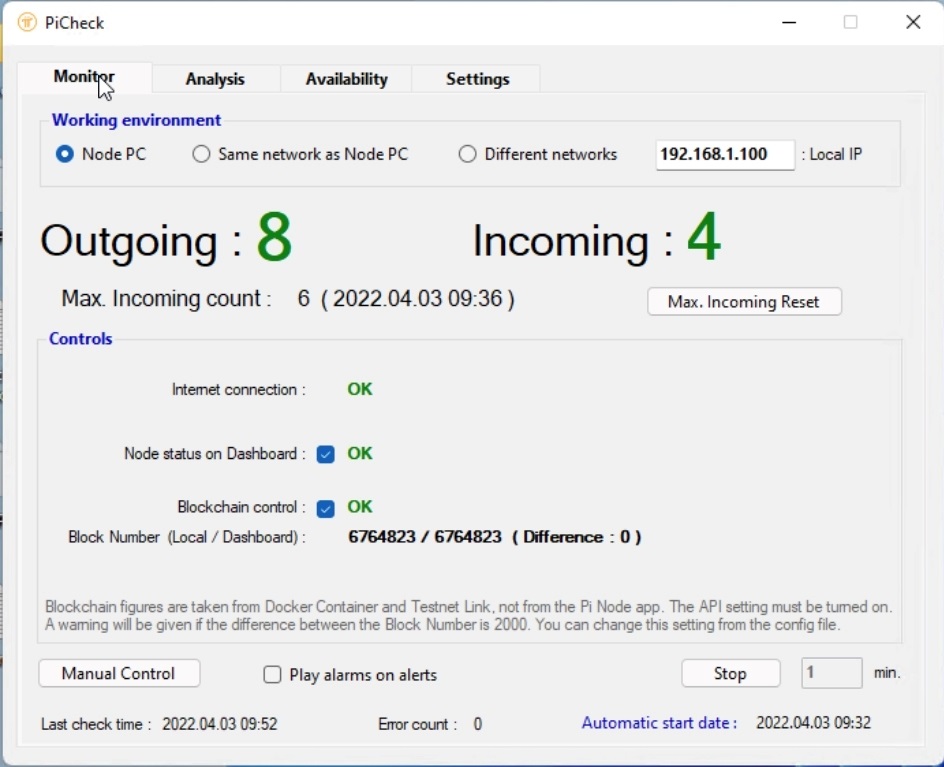 PiCheck
Monitor Analysis Availability Settings
Working environment
Node PC Same network as Node PC Different networks 192.168.1.100 : Local IP
Outgoing : 8 Incoming : 4
Max. Incoming count : 6 ( 2022.04.03 09:36 ) Max. Incoming Reset
Controls
Internet connection : OK
Node status on Dashboard : OK
Blockchain control : OK
Block Number (Local / Dashboard) : 6764823 / 6764823 ( Difference : 0 )
Blockchain figures are taken from Docker Container and Testnet Link, not from the Pi Node app. The API setting must be turned on.
A warning will be given if the difference between the Block Number is 2000. You can change this setting from the config file.
Manual Control Play alarms on alerts Stop 1 min.
Last check time : 2022.04.03 09:52 Error count : 0 Automatic start date : 2022.04.03 09:32